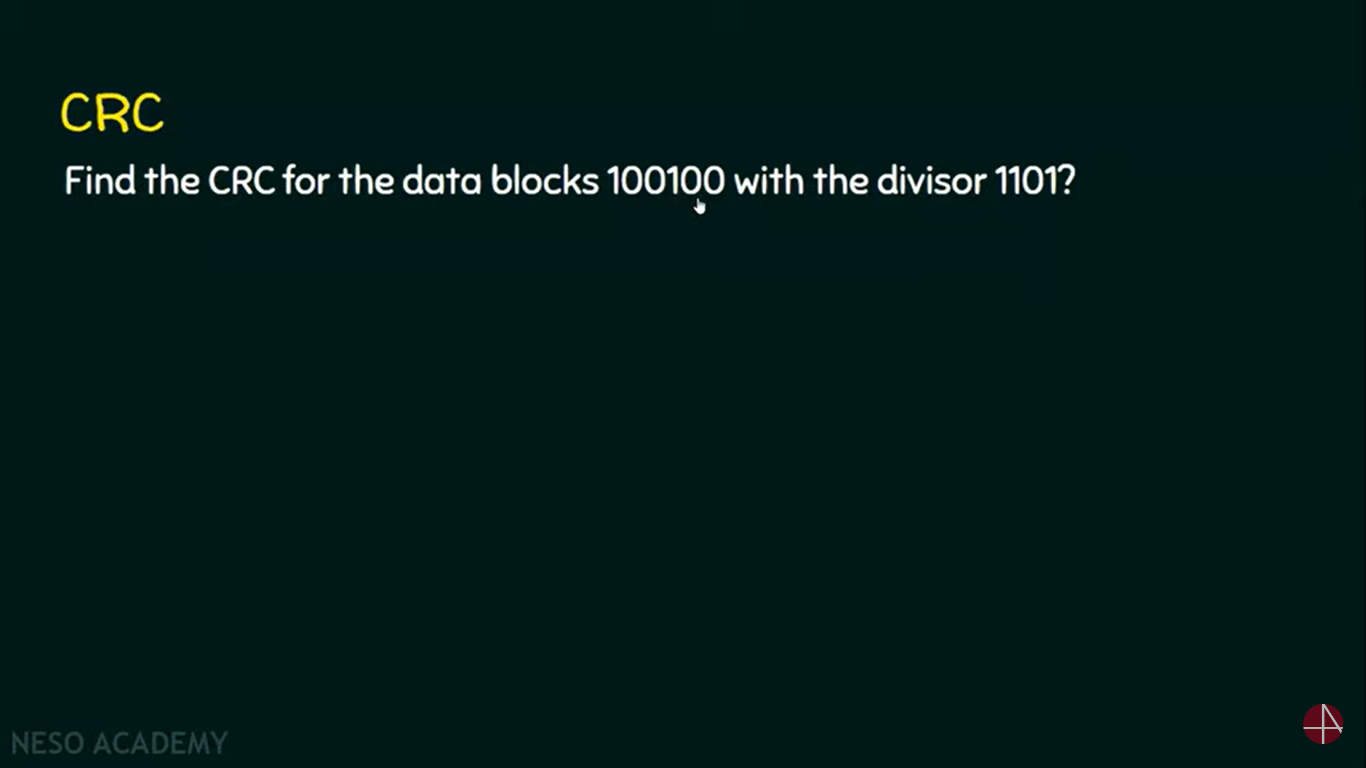 CRC
Find the CRC for the data blocks 100100 with the divisor 1101?
NESO ACADEMY